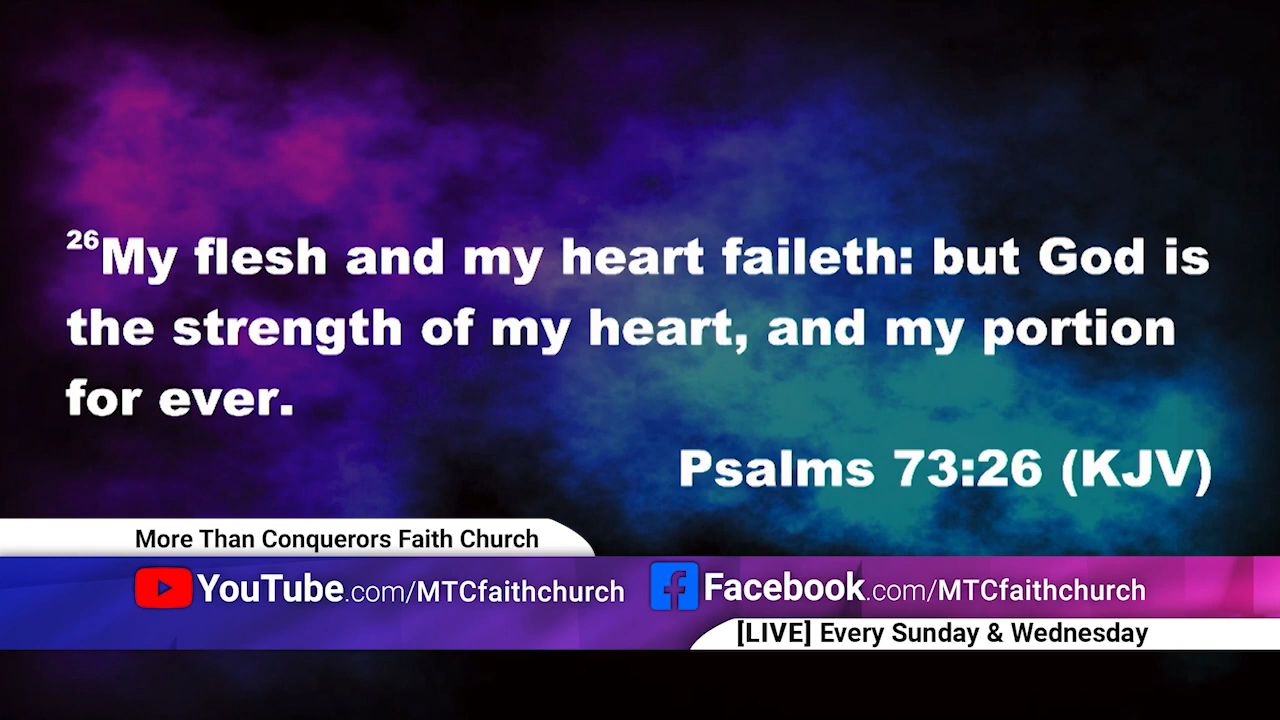 26My flesh and my heart faileth: but God is
the strength of my heart, and my portion
for ever.
Psalms 73:26 (KJV)
More Than Conquerors Faith Church
YouTube.com/MTCfaithchurch
Facebook.com/MTCfaithchurch
[LIVE] Every Sunday & Wednesday